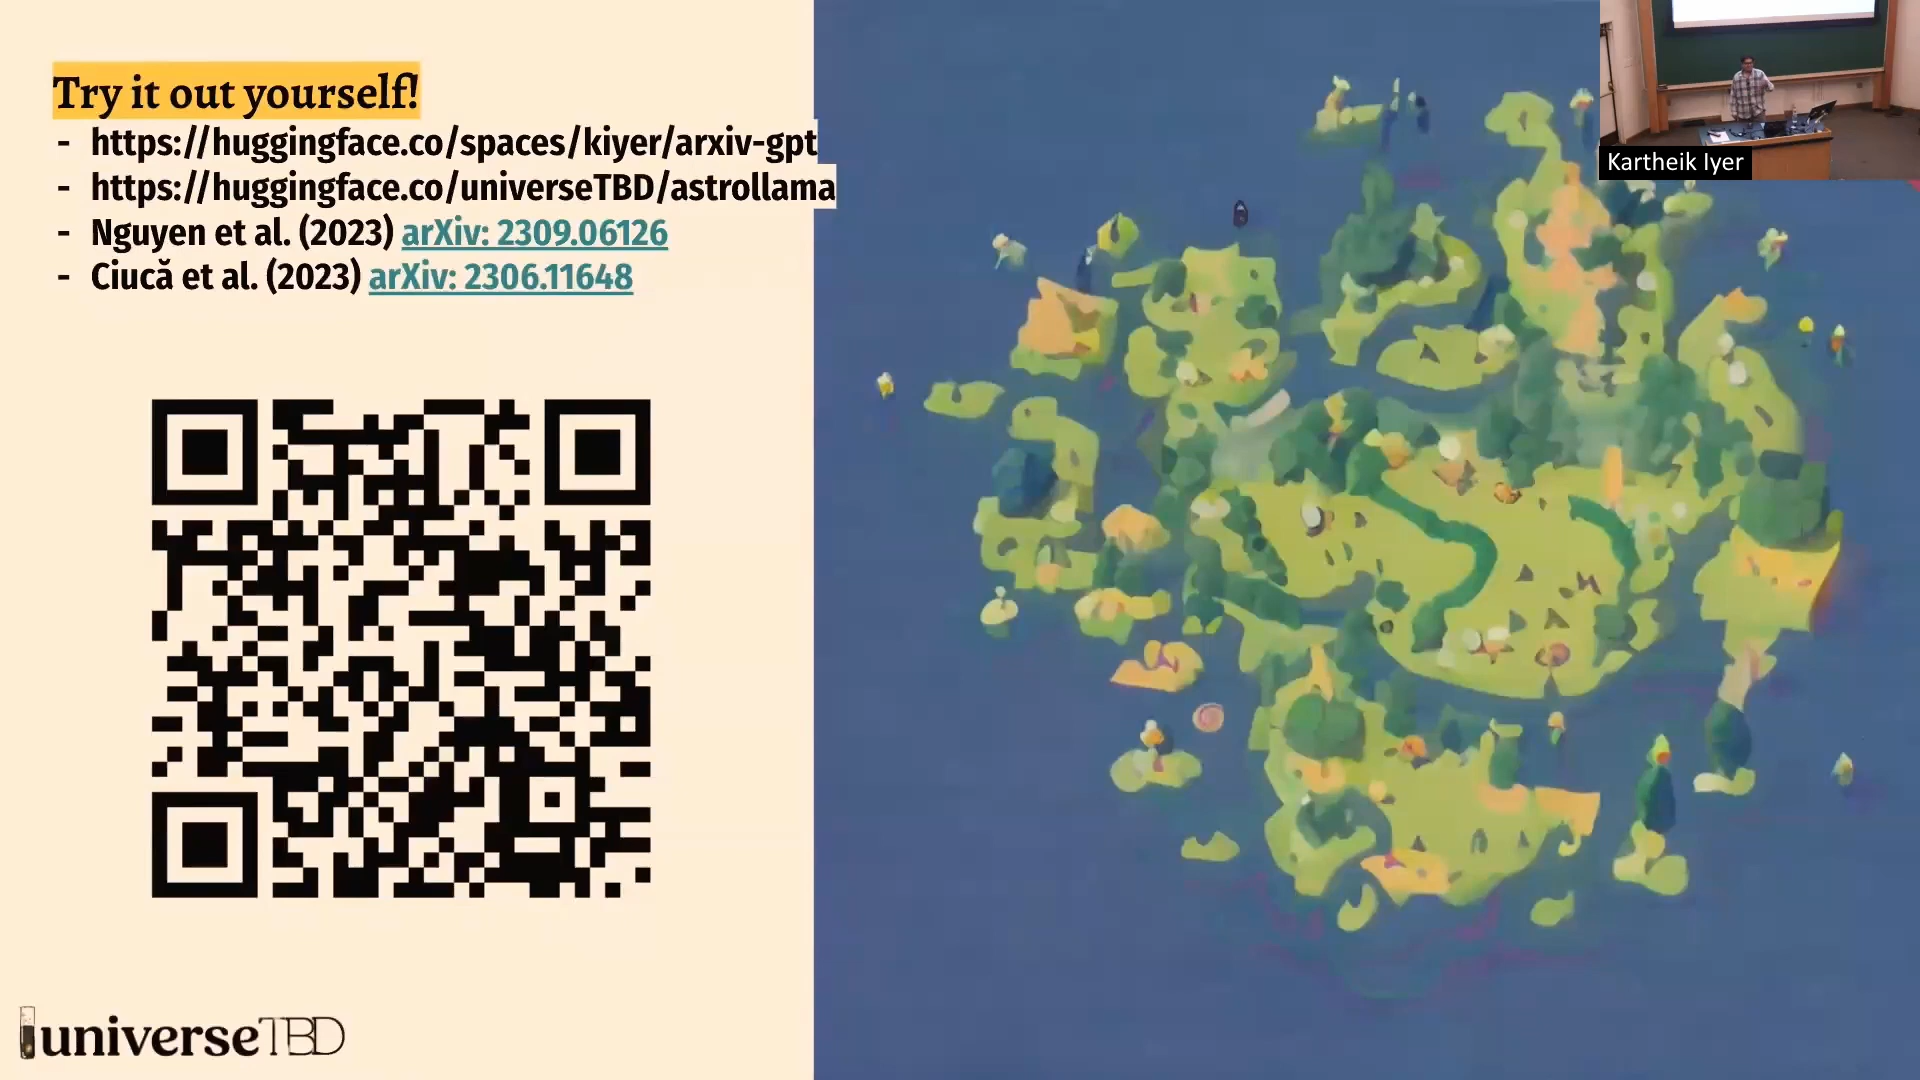 Try it out yourself!
- https://huggingface.co/spaces/kiyer/arxiv-gpt
- https://huggingface.co/universeTBD/astrollama
- Nguyen et al. (2023) arXiv: 2309.06126
- Ciucă et al. (2023) arXiv: 2306.11648
Kartheik Iyer
universeTBD